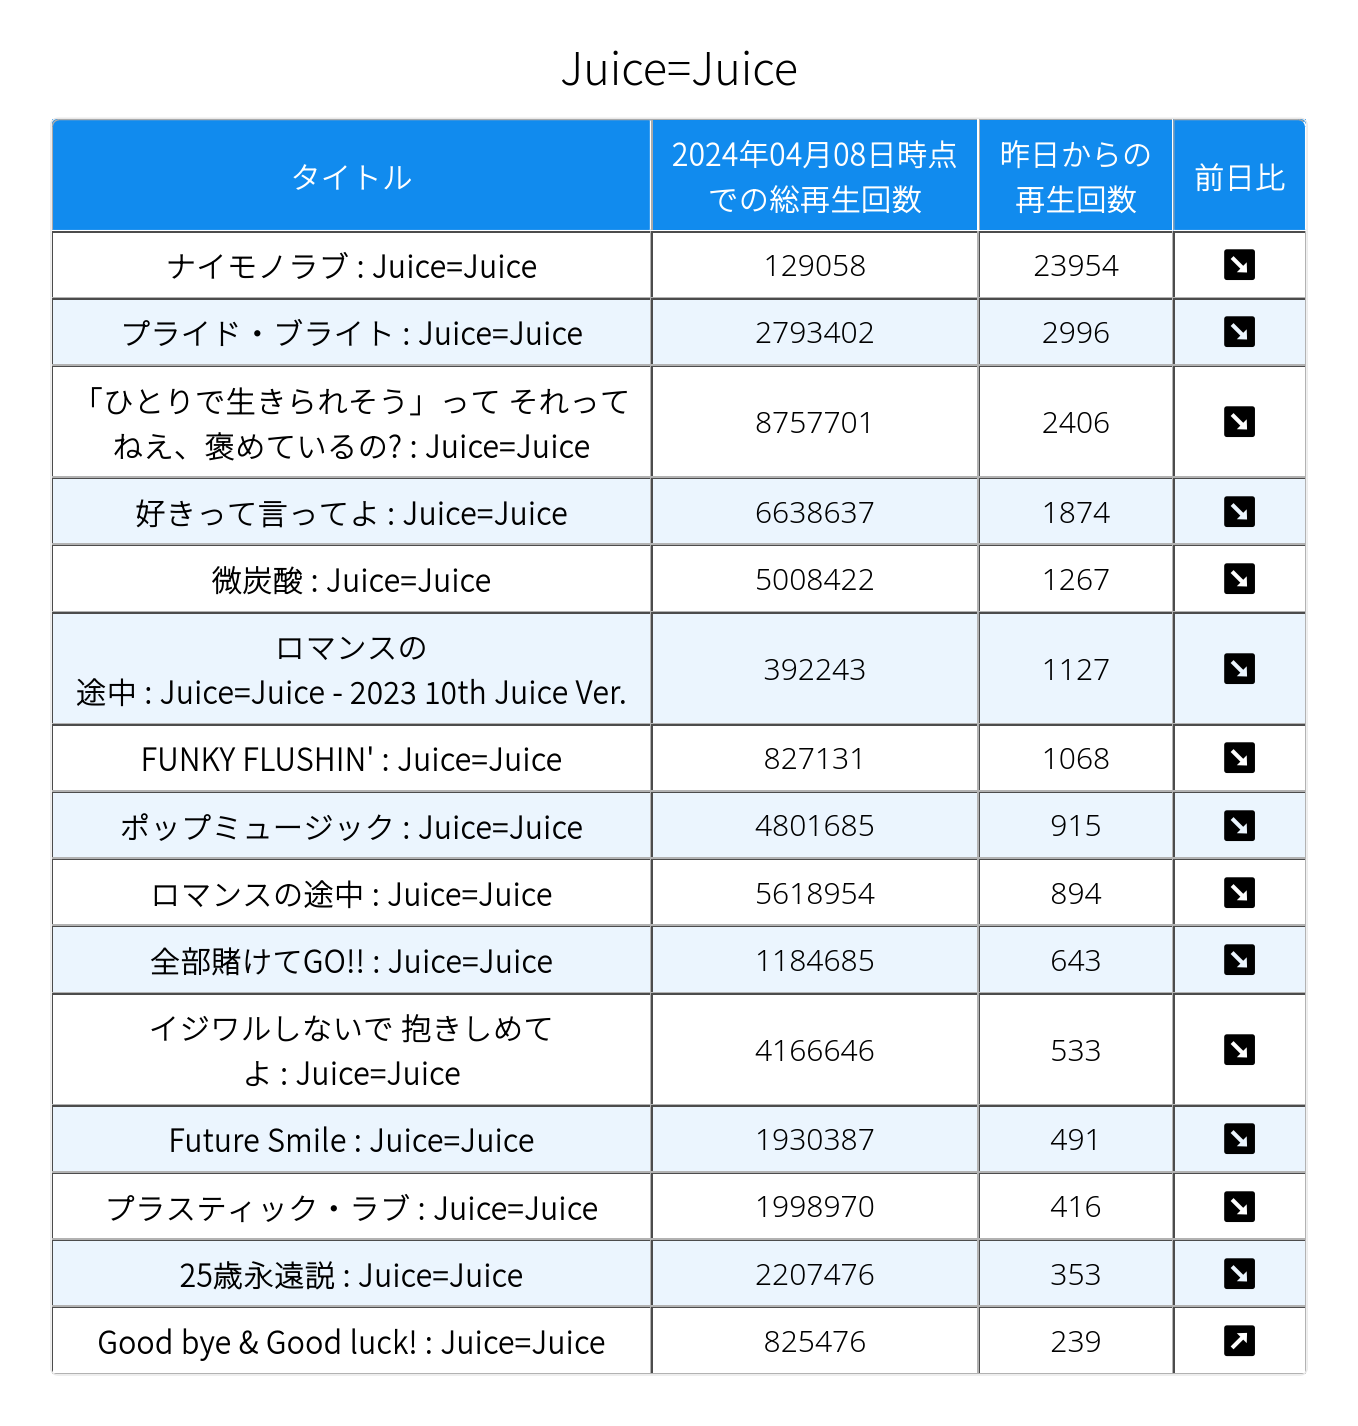 Juice=Juice
タイトル
2024年04月08日時点
での総再生回数
昨日からの
再生回数
前日比
ナイモノラブ : Juice=Juice
129058
23954
プライド・ブライト : Juice=Juice
2793402
2996
「ひとりで生きられそう」って それって
ねえ、褒めているの? : Juice=Juice
8757701
2406
好きって言ってよ : Juice=Juice
6638637
1874
微炭酸 : Juice=Juice
5008422
1267
ロマンスの
途中 : Juice=Juice - 2023 10th Juice Ver.
392243
1127
FUNKY FLUSHIN' : Juice=Juice
827131
1068
ポップミュージック : Juice=Juice
4801685
915
ロマンスの途中 : Juice=Juice
5618954
894
全部賭けてGO!! : Juice=Juice
1184685
643
イジワルしないで 抱きしめて
よ : Juice=Juice
4166646
533
Future Smile : Juice=Juice
1930387
491
プラスティック・ラブ : Juice=Juice
1998970
416
25歳永遠説 : Juice=Juice
2207476
353
Good bye & Good luck! : Juice=Juice
825476
239